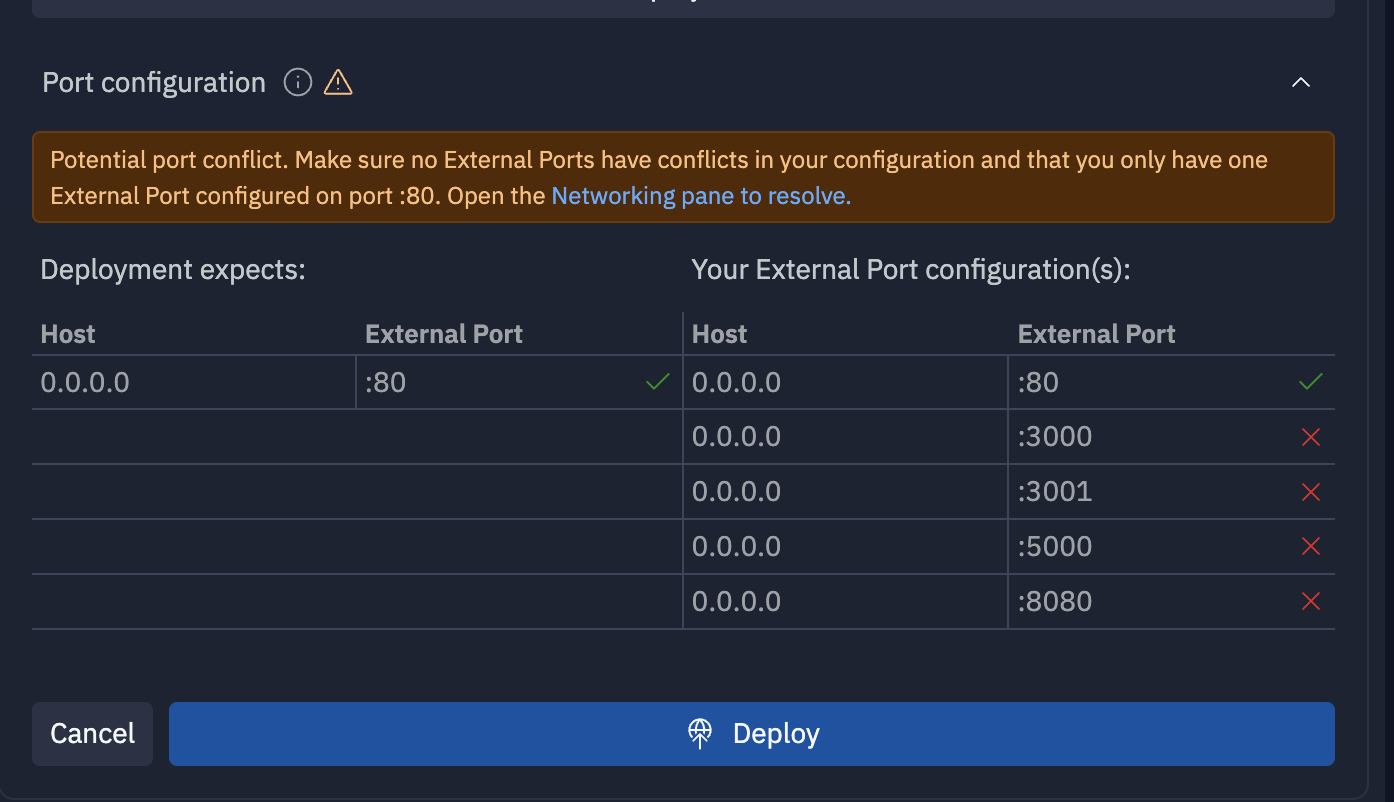 Port configuration
Potential port conflict. Make sure no External Ports have conflicts in your configuration and that you only have one
External Port configured on port :80. Open the Networking pane to resolve.
Deployment expects: Your External Port configuration(s):
Host External Port Host External Port
0.0.0.0 :80 0.0.0.0 :80
0.0.0.0 :3000
0.0.0.0 :3001
0.0.0.0 :5000
0.0.0.0 :8080
Cancel Deploy